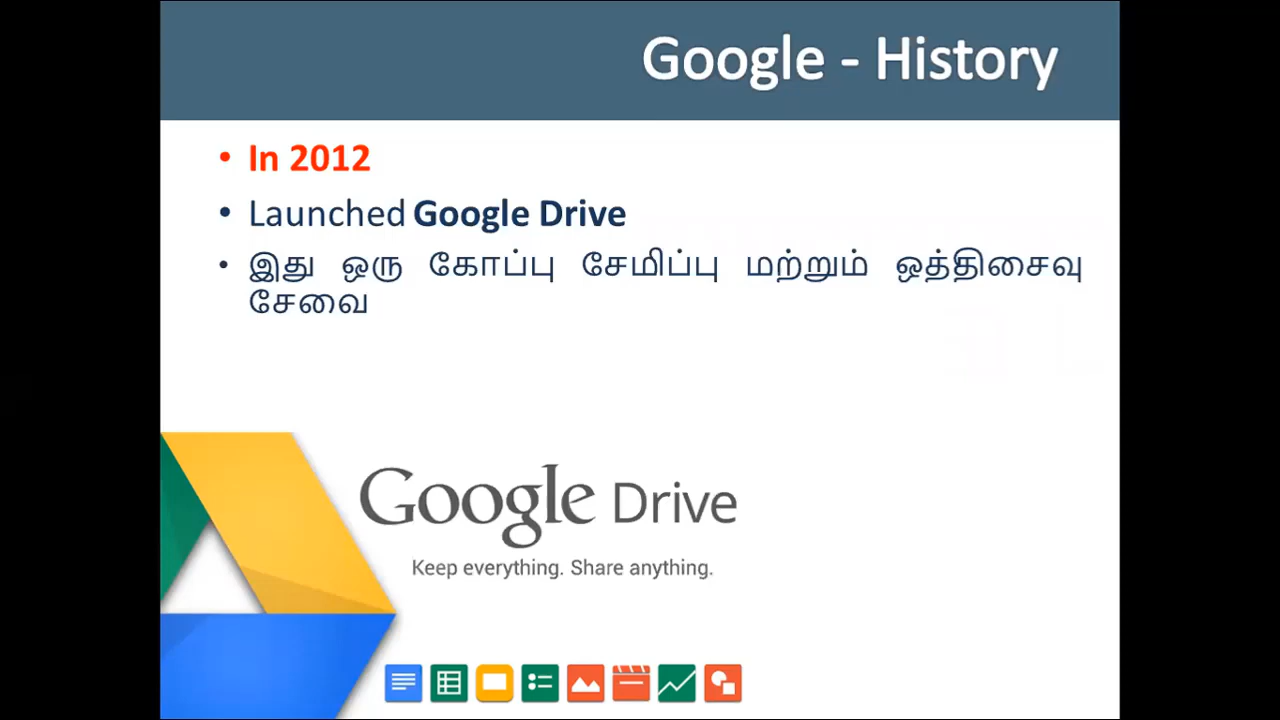 Google - History
• In 2012
• Launched Google Drive
• இது ஒரு கோப்பு சேமிப்பு மற்றும் ஒத்திசைவு
சேவை
Google Drive
Keep everything. Share anything.